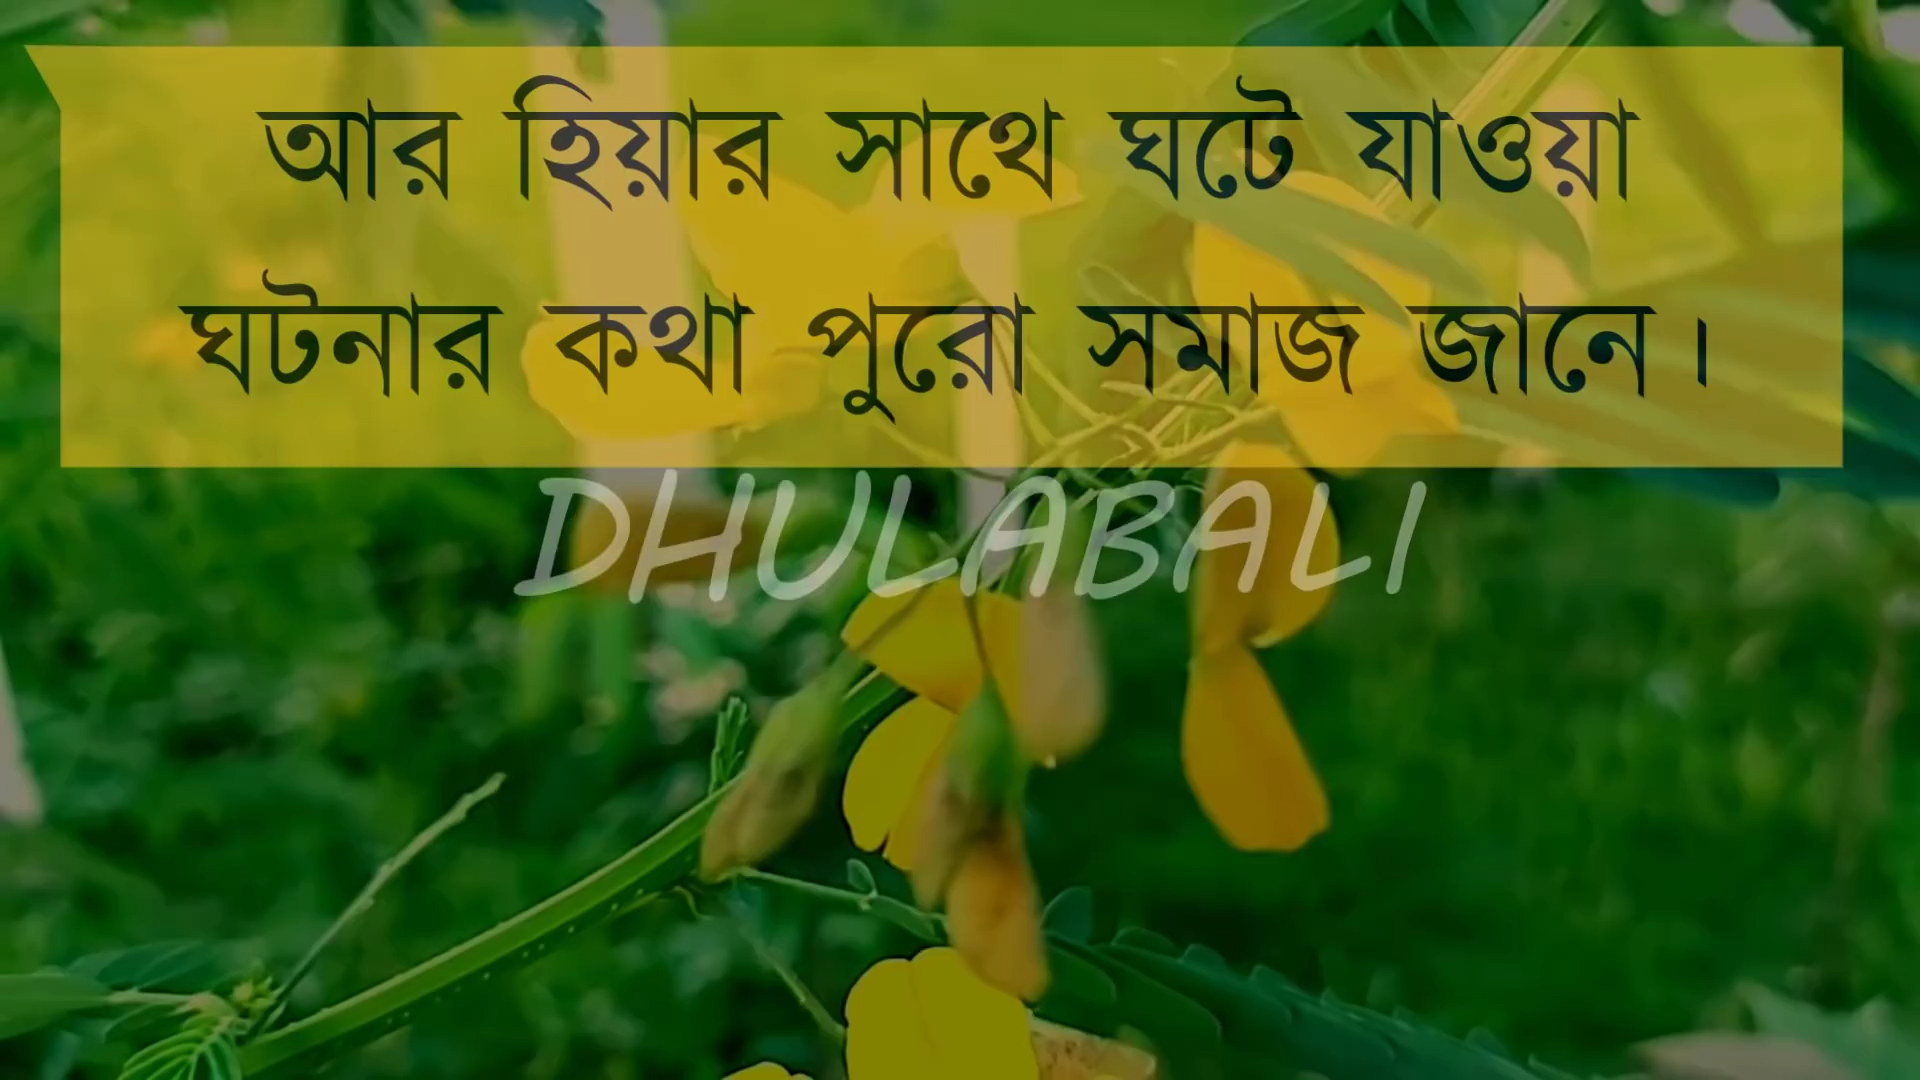 আর হিয়ার সাথে ঘটে যাওয়া
ঘটনার কথা পুরো সমাজ জানে।
DHULABALI